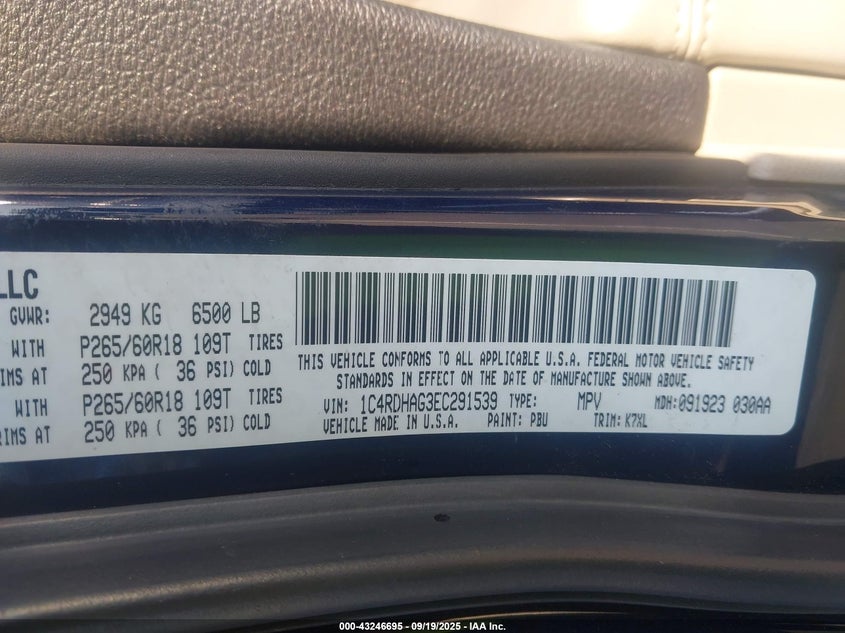 LLC
GVWR: 2949 KG 6500 LB
WITH P265/60R18 109T TIRES
IMS AT 250 KPA ( 36 PSI) COLD
WITH P265/60R18 109T TIRES
RIMS AT 250 KPA ( 36 PSI) COLD
THIS VEHICLE CONFORMS TO ALL APPLICABLE U.S.A. FEDERAL MOTOR VEHICLE SAFETY
STANDARDS IN EFFECT ON THE DATE OF MANUFACTURE SHOWN ABOVE.
VIN: 1C4RDHAG3EC291539 TYPE: MPV MDH:091923 030AA
VEHICLE MADE IN U.S.A. PAINT: PBU TRIM: K7XL
000-43246695 - 09/19/2025 - IAA Inc.